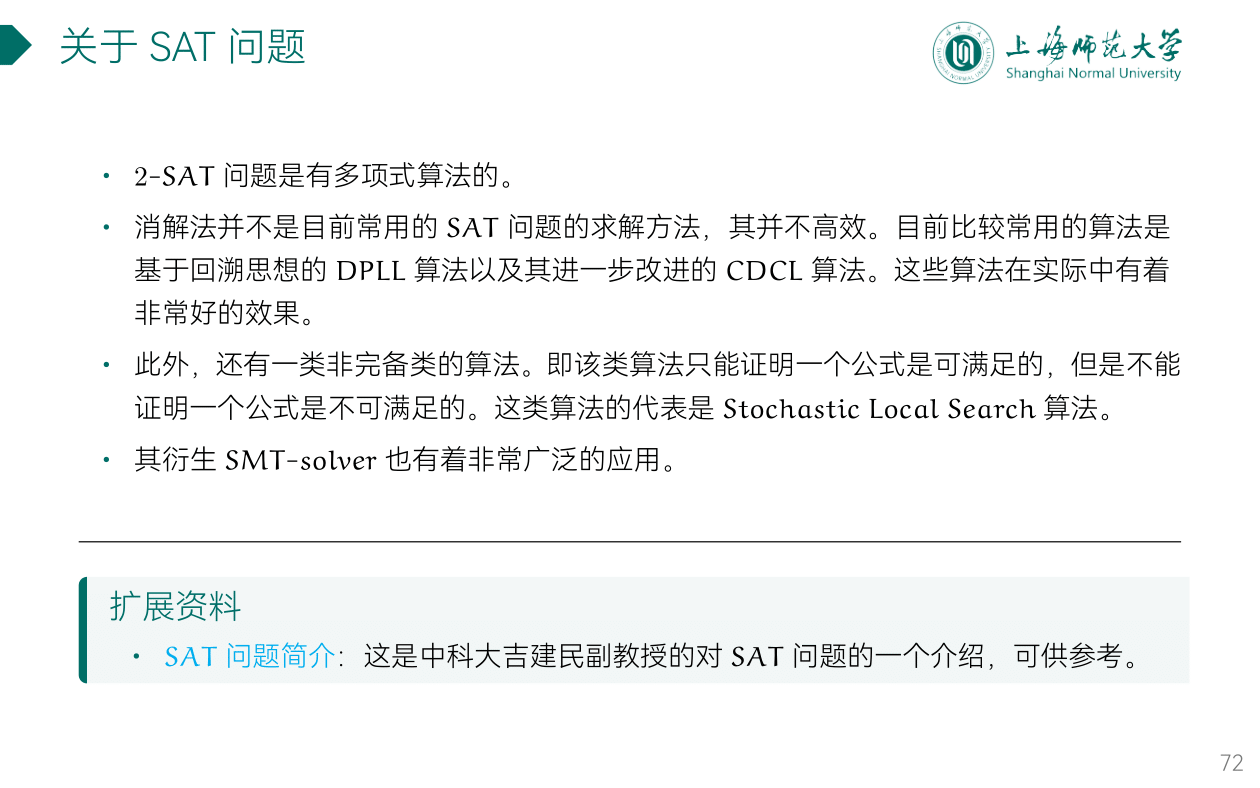 关于 SAT 问题
上海师范大学
Shanghai Normal University
• 2-SAT 问题是有多项式算法的。
• 消解法并不是目前常用的 SAT 问题的求解方法，其并不高效。目前比较常用的算法是
基于回溯思想的 DPLL 算法以及其进一步改进的 CDCL 算法。这些算法在实际中有着
非常好的效果。
• 此外，还有一类非完备类的算法。即该类算法只能证明一个公式是可满足的，但是不能
证明一个公式是不可满足的。这类算法的代表是 Stochastic Local Search 算法。
• 其衍生 SMT-solver 也有着非常广泛的应用。
扩展资料
• SAT 问题简介：这是中科大吉建民副教授的对 SAT 问题的一个介绍，可供参考。
72